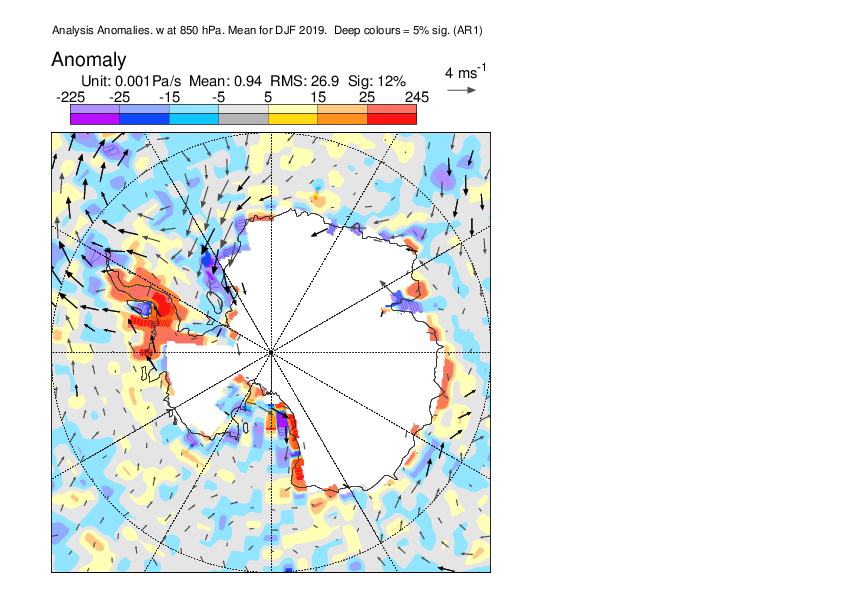 Analysis Anomalies. w at 850 hPa. Mean for DJF 2019. Deep colours = 5% sig. (AR1)
Anomaly
Unit: 0.001Pa/s Mean: 0.94 RMS: 26.9 Sig: 12%
4 ms-1
-225 -25 -15 -5 5 15 25 245